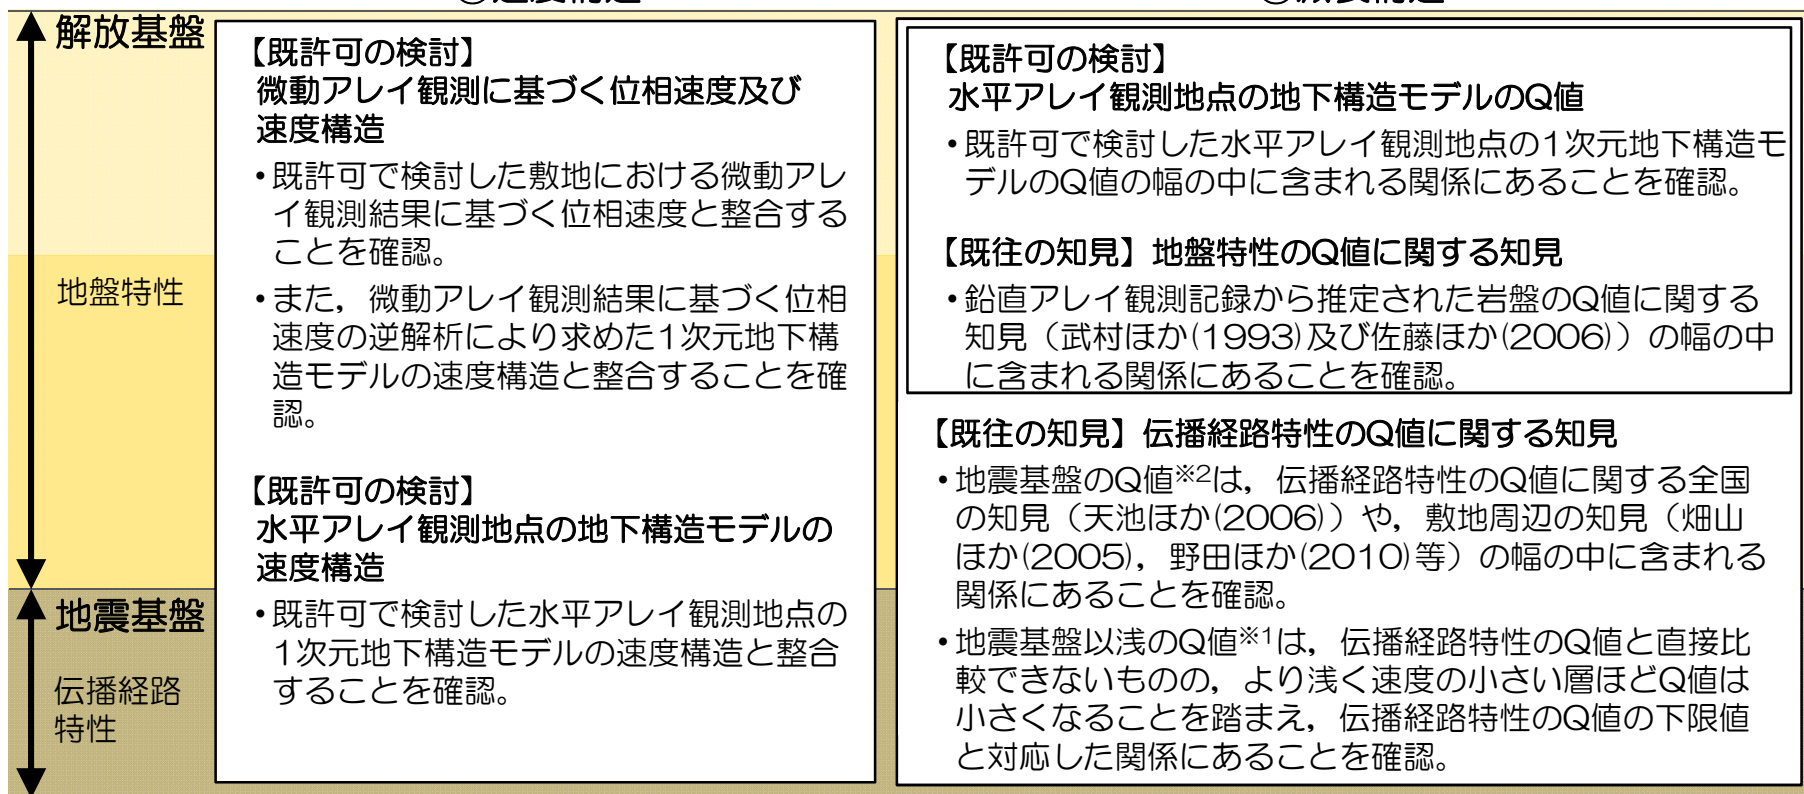 解放基盤
地盤特性
地震基盤
伝播経路
特性
【既許可の検討】
微動アレイ観測に基づく位相速度及び
速度構造
•既許可で検討した敷地における微動アレ
イ観測結果に基づく位相速度と整合する
ことを確認。
•また，微動アレイ観測結果に基づく位相
速度の逆解析により求めた1次元地下構
造モデルの速度構造と整合することを確
認。
【既許可の検討】
水平アレイ観測地点の地下構造モデルの
速度構造
•既許可で検討した水平アレイ観測地点の
1次元地下構造モデルの速度構造と整合
することを確認。
【既許可の検討】
水平アレイ観測地点の地下構造モデルのQ値
•既許可で検討した水平アレイ観測地点の1次元地下構造モ
デルのQ値の幅の中に含まれる関係にあることを確認。
【既往の知見】地盤特性のQ値に関する知見
•鉛直アレイ観測記録から推定された岩盤のQ値に関する
知見（武村ほか(1993)及び佐藤ほか(2006)）の幅の中
に含まれる関係にあることを確認。
【既往の知見】伝播経路特性のQ値に関する知見
•地震基盤のQ値※2は，伝播経路特性のQ値に関する全国
の知見（天池ほか(2006)）や，敷地周辺の知見（畑山
ほか(2005)，野田ほか(2010)等）の幅の中に含まれる
関係にあることを確認。
•地震基盤以浅のQ値※1は，伝播経路特性のQ値と直接比
較できないものの，より浅く速度の小さい層ほどQ値は
小さくなることを踏まえ，伝播経路特性のQ値の下限値
と対応した関係にあることを確認。